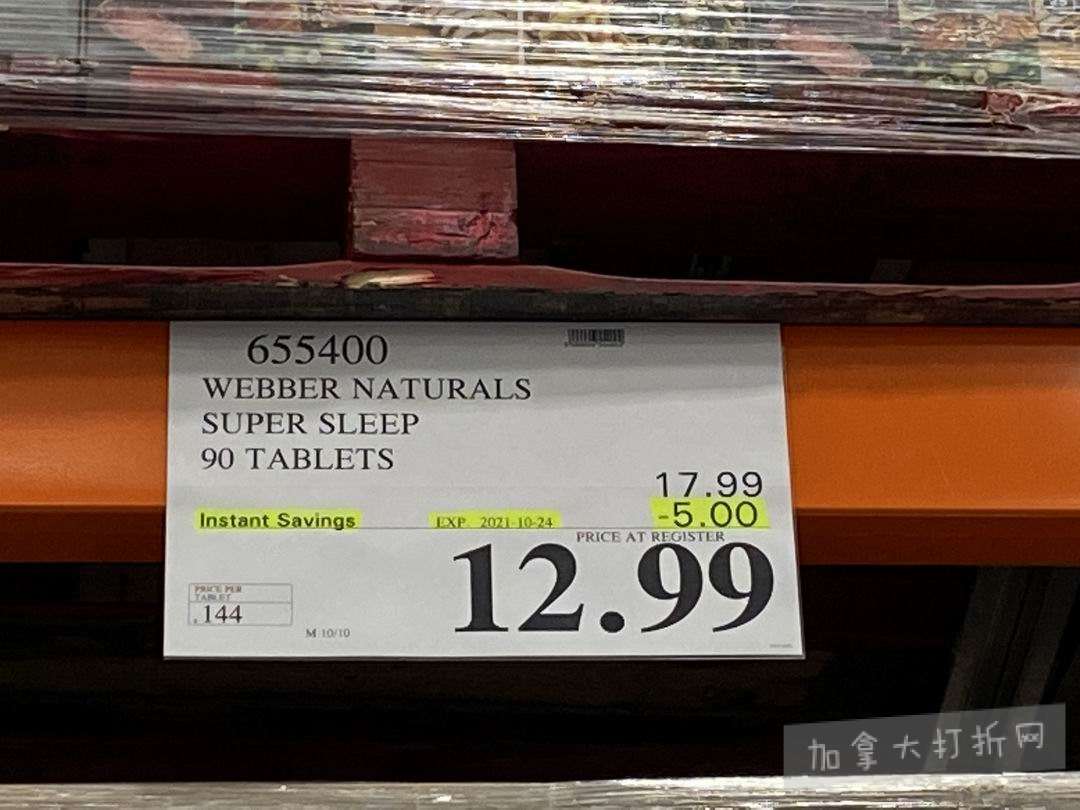 655400
WEBBER NATURALS
SUPER SLEEP
90 TABLETS
17.99
Instant Savings EXP 2021-10-24 -5.00
PRICE AT REGISTER
12.99
PRICE PER
TABLET
.144
M 10/10
加拿大打折网